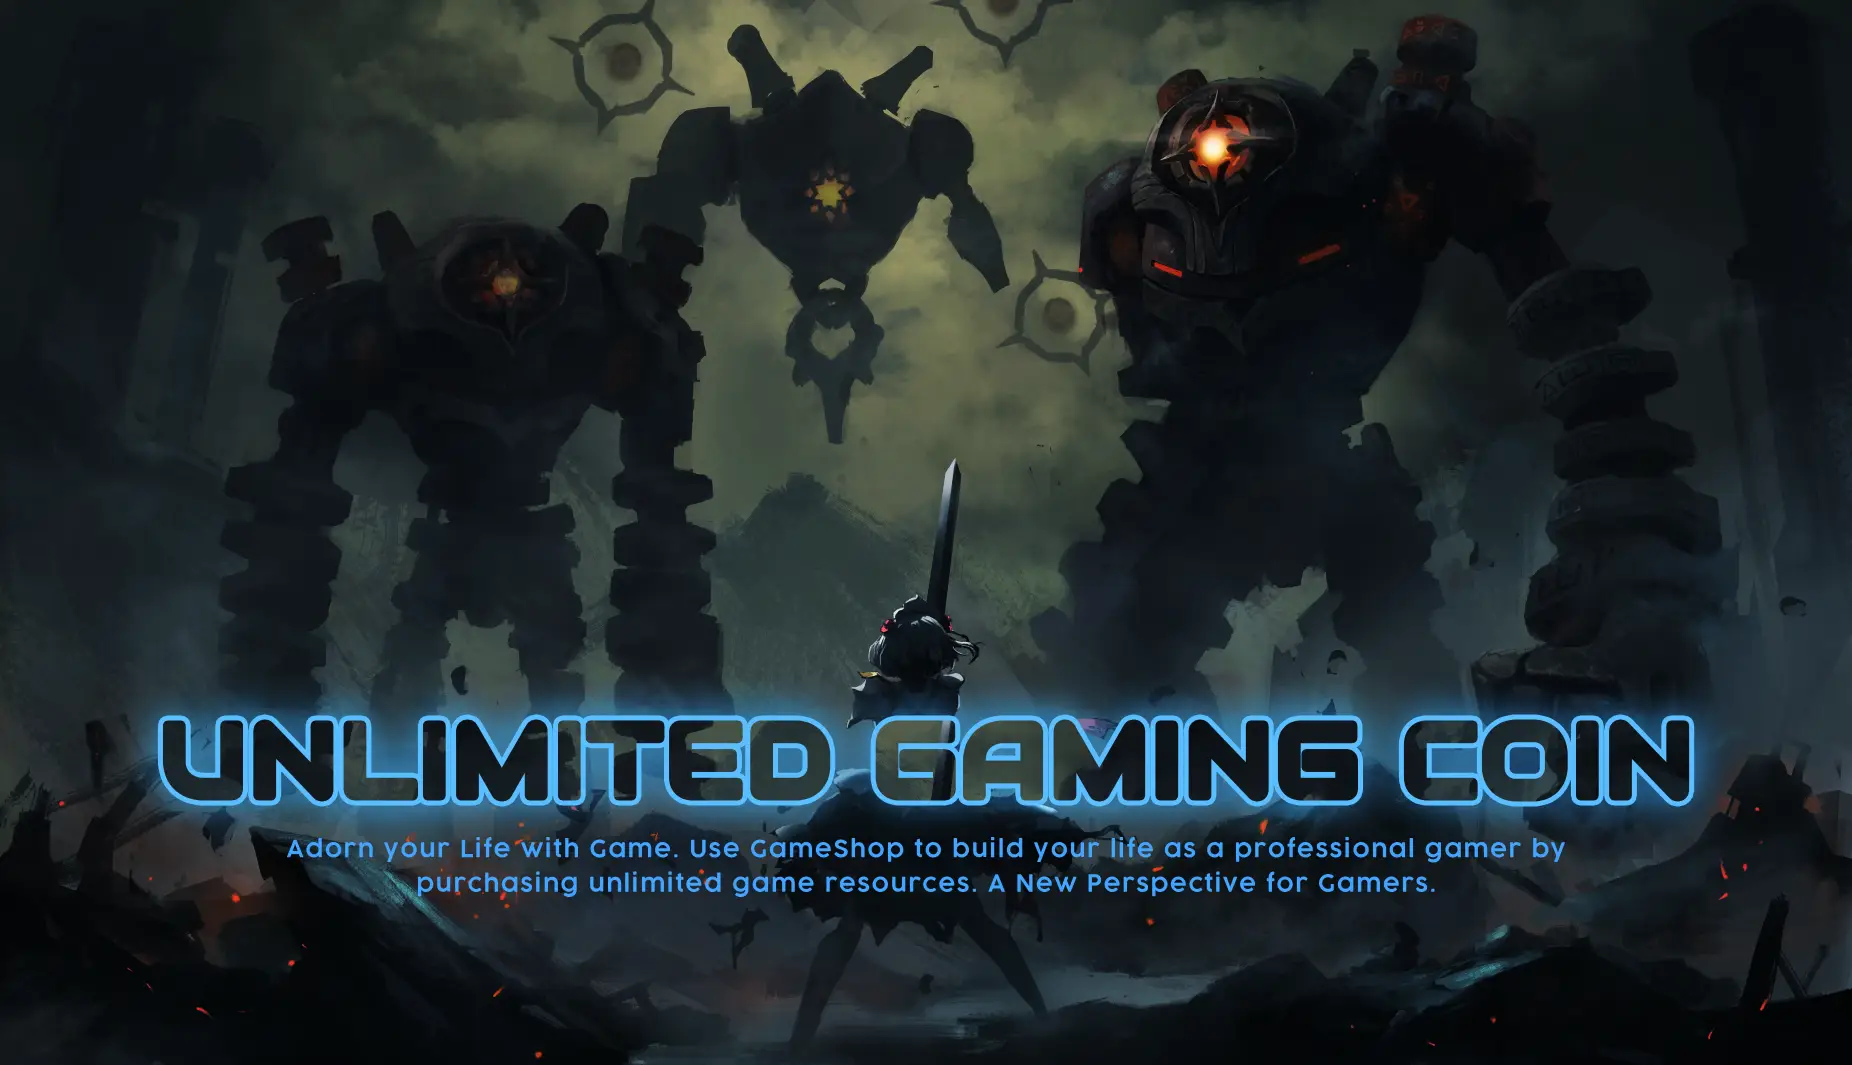 UNLIMITED GAMING COIN
Adorn your Life with Game. Use GameShop to build your life as a professional gamer by
purchasing unlimited game resources. A New Perspective for Gamers.